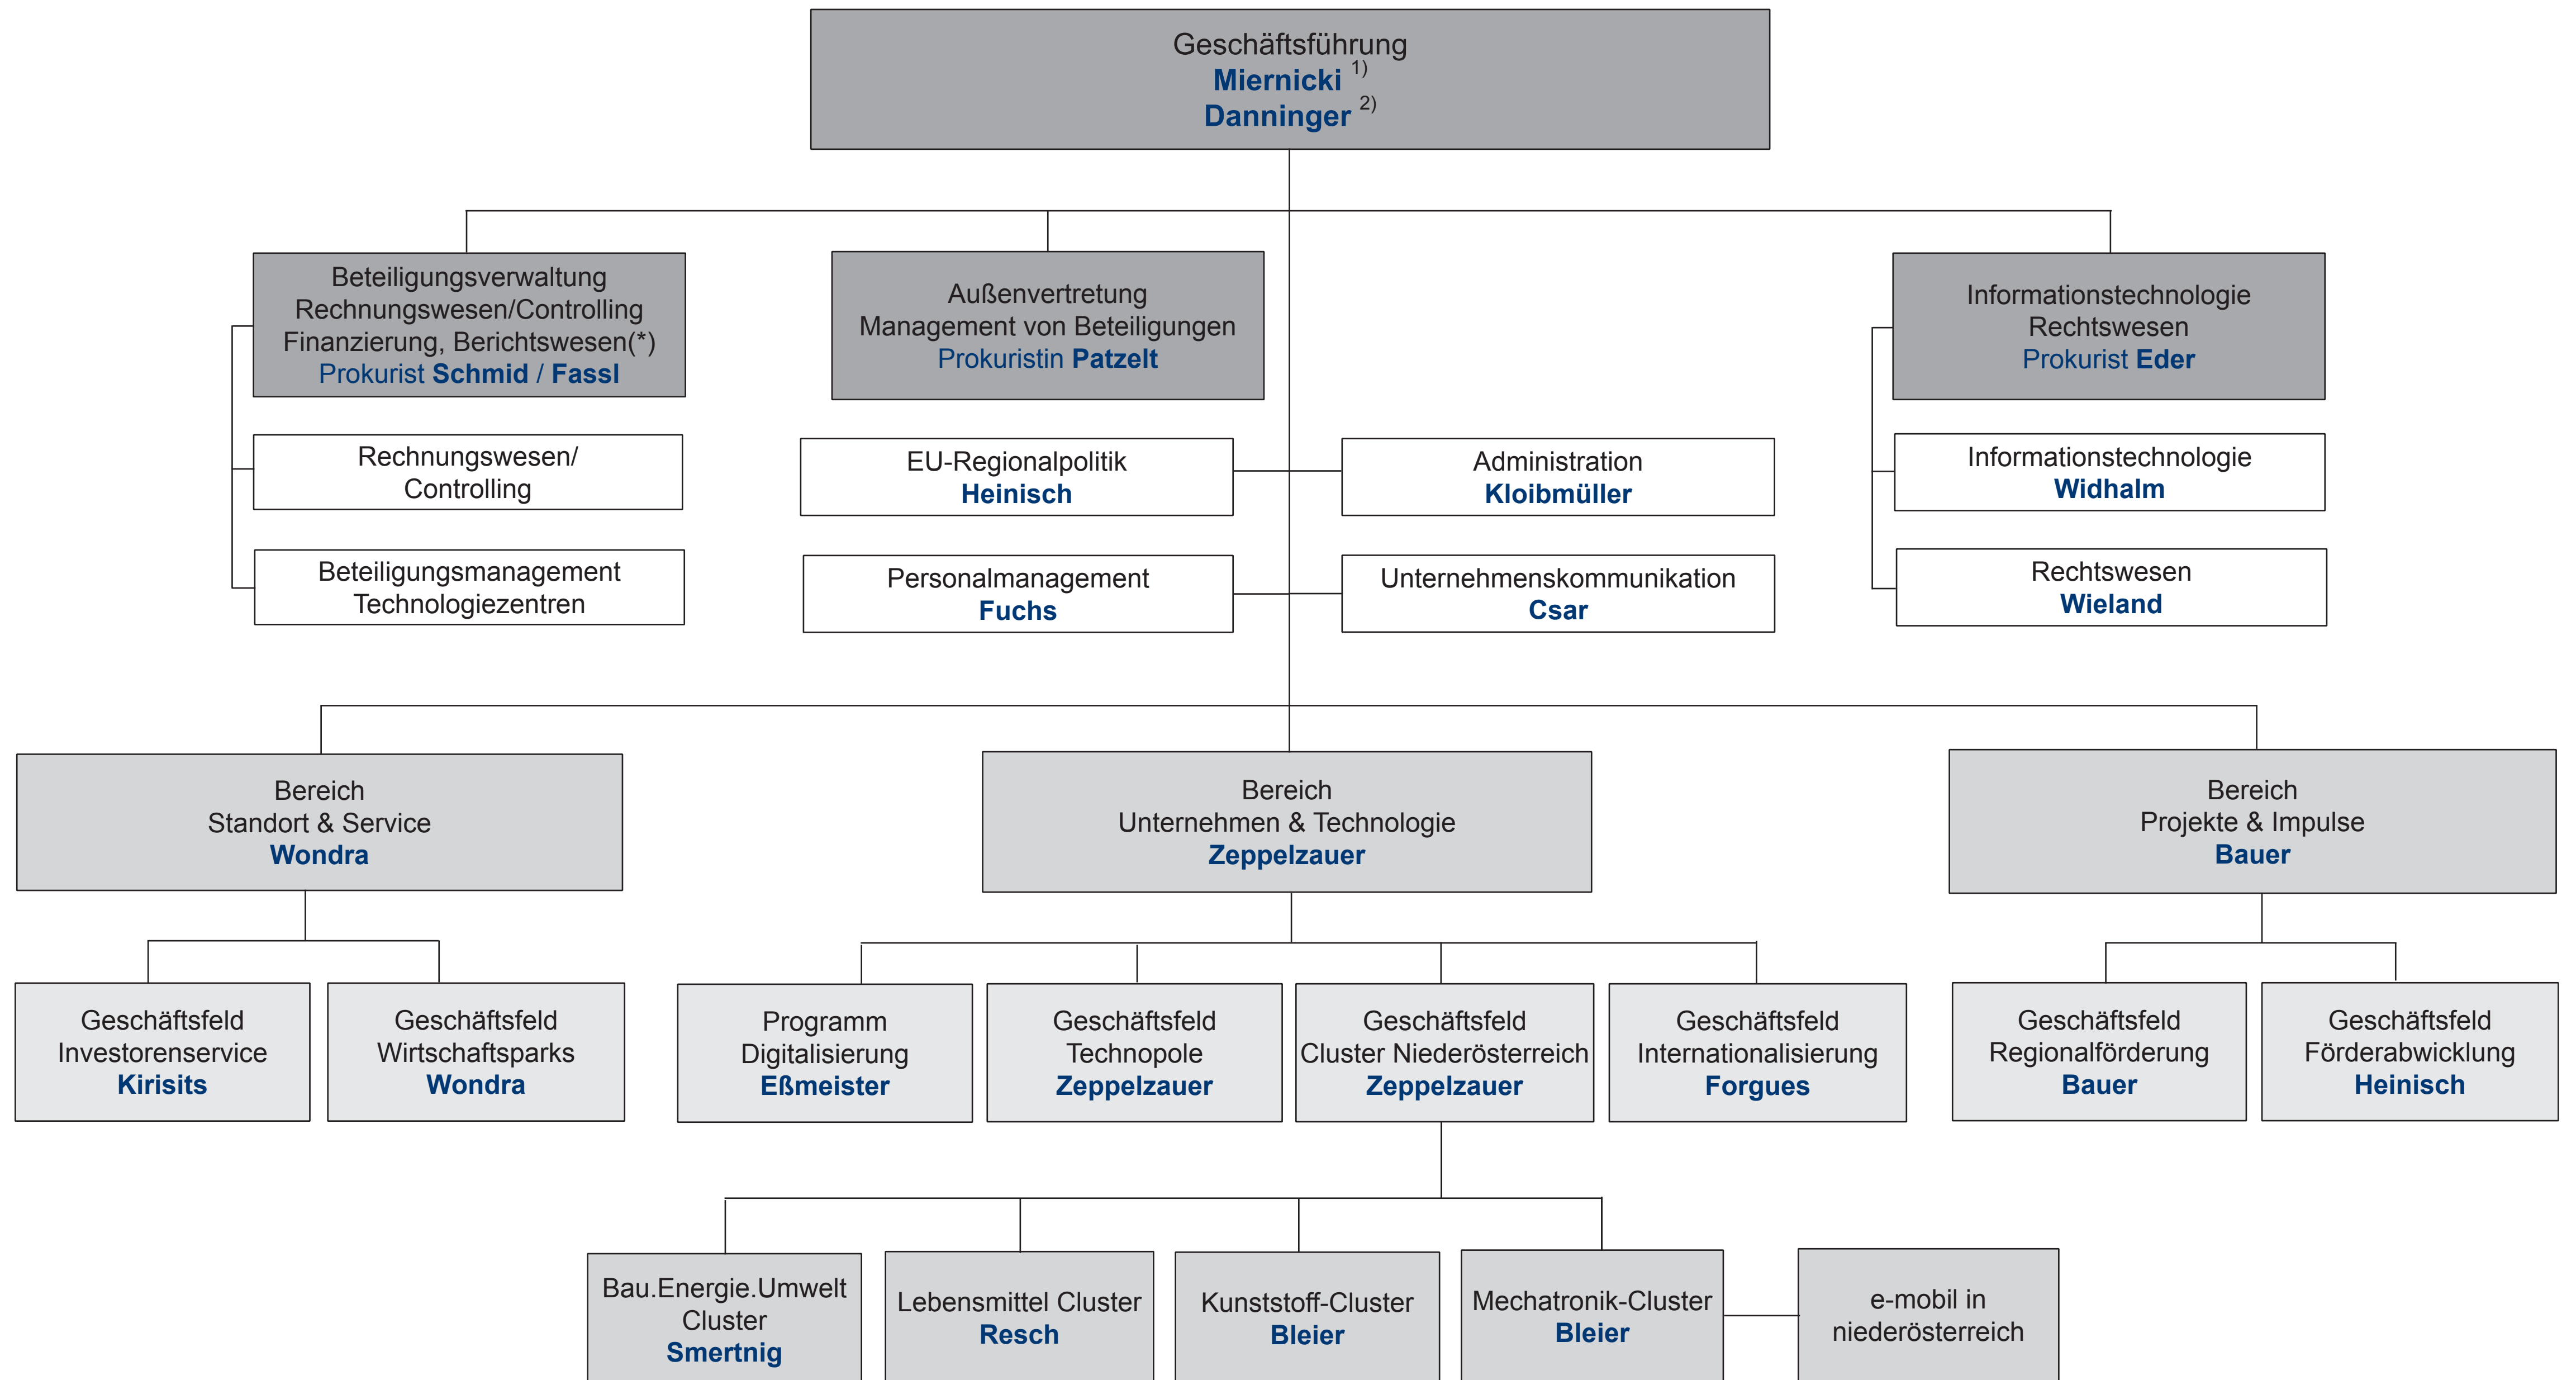 Geschäftsführung
Miernicki 1)
Danninger 2)
Beteiligungsverwaltung
Rechnungswesen/Controlling
Finanzierung, Berichtswesen(*)
Prokurist Schmid / Fassl
Außenvertretung
Management von Beteiligungen
Prokuristin Patzelt
Informationstechnologie
Rechtswesen
Prokurist Eder
Rechnungswesen/
Controlling
EU-Regionalpolitik
Heinisch
Administration
Kloibmüller
Informationstechnologie
Widhalm
Beteiligungsmanagement
Technologiezentren
Personalmanagement
Fuchs
Unternehmenskommunikation
Csar
Rechtswesen
Wieland
Bereich
Standort & Service
Wondra
Bereich
Unternehmen & Technologie
Zeppelzauer
Bereich
Projekte & Impulse
Bauer
Geschäftsfeld
Investorenservice
Kirisits
Geschäftsfeld
Wirtschaftsparks
Wondra
Programm
Digitalisierung
Eßmeister
Geschäftsfeld
Technopole
Zeppelzauer
Geschäftsfeld
Cluster Niederösterreich
Zeppelzauer
Geschäftsfeld
Internationalisierung
Forgues
Geschäftsfeld
Regionalförderung
Bauer
Geschäftsfeld
Förderabwicklung
Heinisch
Bau.Energie.Umwelt
Cluster
Smertnig
Lebensmittel Cluster
Resch
Kunststoff-Cluster
Bleier
Mechatronik-Cluster
Bleier
e-mobil in
niederösterreich